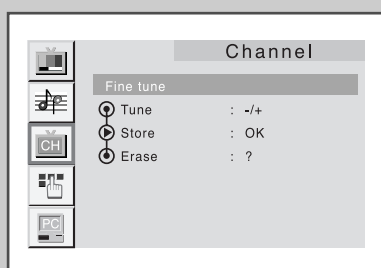 Channel
Fine tune
Tune : -/+
Store : OK
CH
Erase : ?
PC